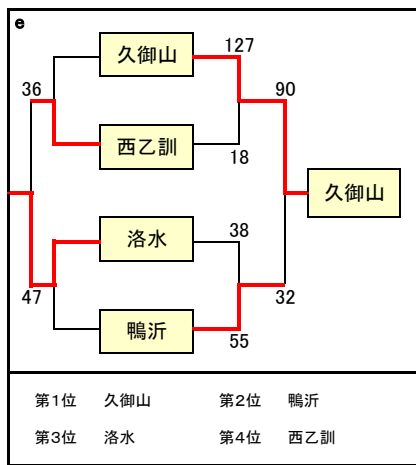 e
久御山 127
36 90
西乙訓
18
久御山
洛水 38
47 32
鴨沂
55
第1位 久御山 第2位 鴨沂
第3位 洛水 第4位 西乙訓